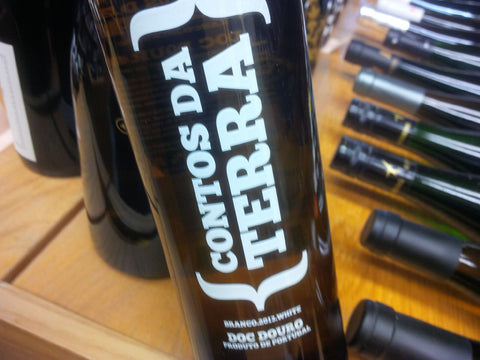 CONTOS DA
TERRA
BRANCO.2013.WHITE
DOC DOURO
PRODUTO DE PORTUGAL